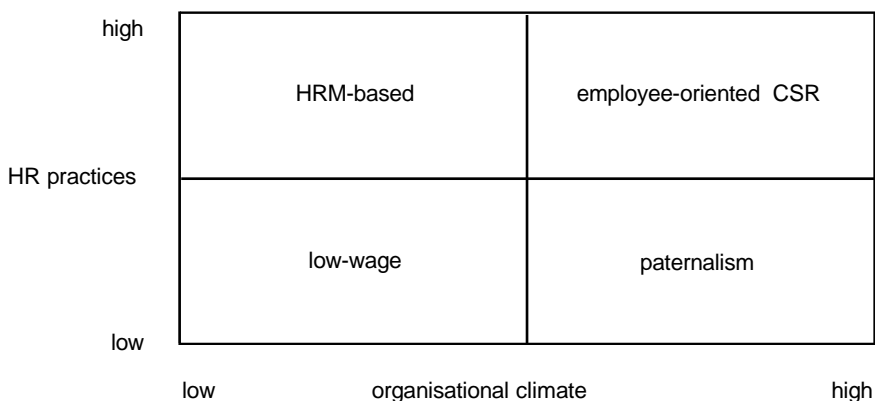 high
HRM-based employee-oriented CSR
HR practices
low-wage paternalism
low
low organisational climate high